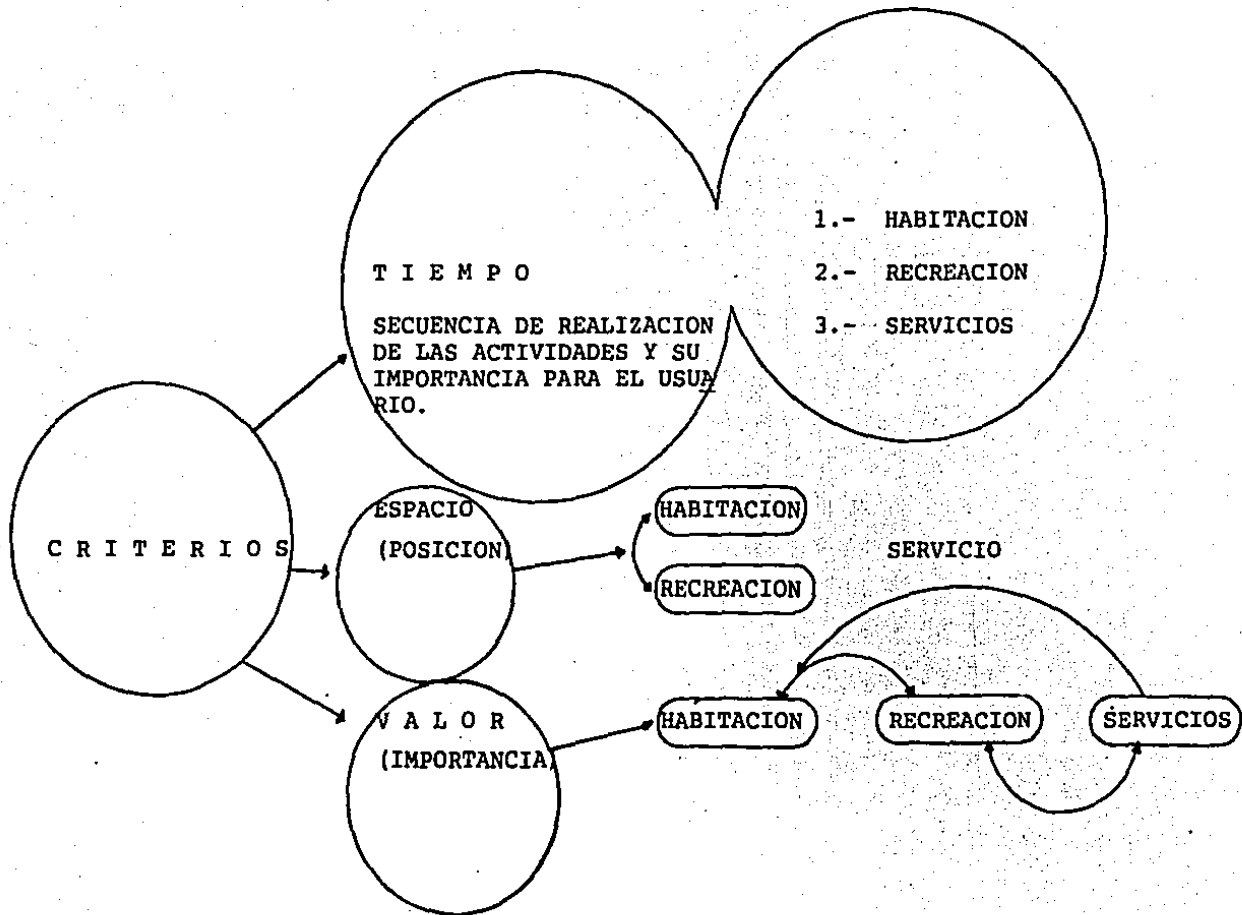 T I E M P O
SECUENCIA DE REALIZACION
DE LAS ACTIVIDADES Y SU
IMPORTANCIA PARA EL USUA
RIO.
1.- HABITACION
2.- RECREACION
3.- SERVICIOS
C R I T E R I O S
ESPACIO
(POSICION)
HABITACION
RECREACION
SERVICIO
V A L O R
(IMPORTANCIA)
HABITACION
RECREACION
SERVICIOS